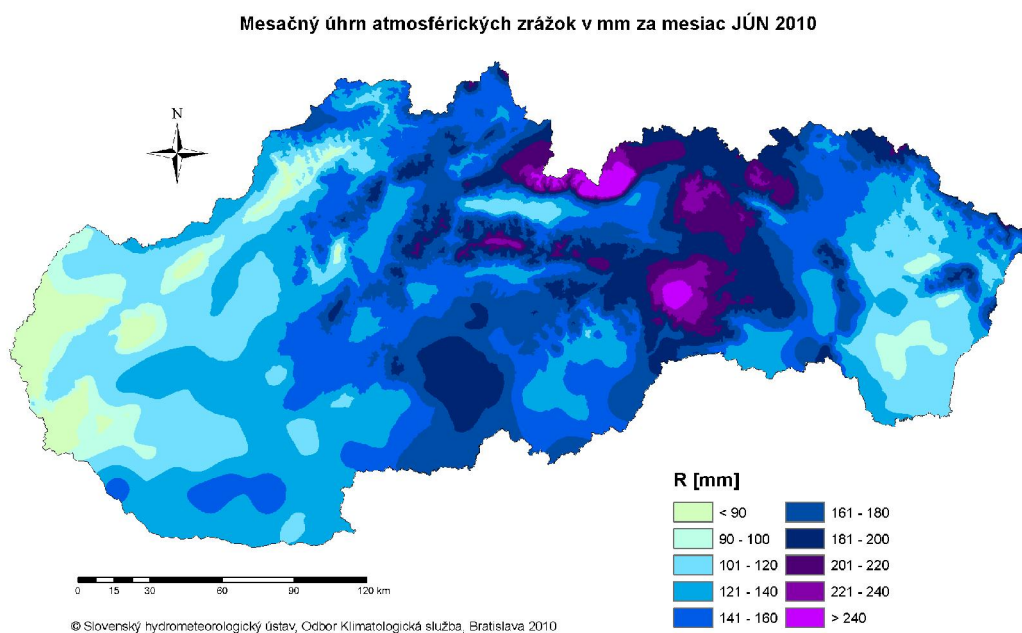 Mesačný úhrn atmosférických zrážok v mm za mesiac JÚN 2010
N
R [mm]
< 90
90 - 100
101 - 120
121 - 140
141 - 160
161 - 180
181 - 200
201 - 220
221 - 240
> 240
0 15 30 60 90 120 km
© Slovenský hydrometeorologický ústav, Odbor Klimatologická služba, Bratislava 2010